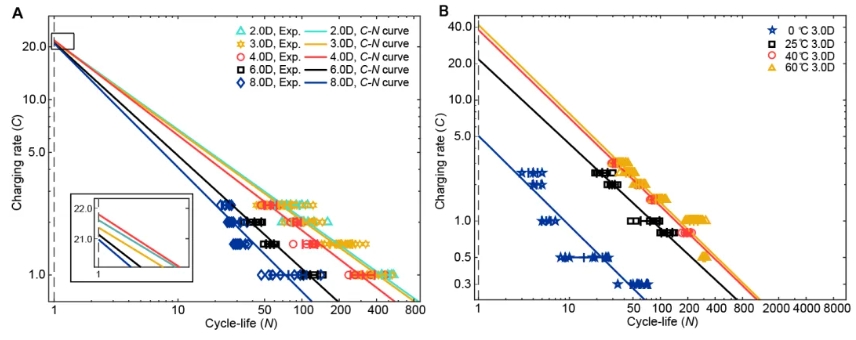 A
Charging rate (C)
20.0
10.0
5.0
1.0
2.0D, Exp. 2.0D, C-N curve
3.0D, Exp. 3.0D, C-N curve
4.0D, Exp. 4.0D, C-N curve
6.0D, Exp. 6.0D, C-N curve
8.0D, Exp. 8.0D, C-N curve
22.0
21.0
1
1 10 50 100 200 400 800
Cycle-life (N)
B
Charging rate (C)
40.0
20.0
10.0
5.0
1.0
0.5
0.3
0 ℃ 3.0D
25 ℃ 3.0D
40 ℃ 3.0D
60 ℃ 3.0D
1 10 50 100 200 400 1000 2000 4000 8000
Cycle-life (N)